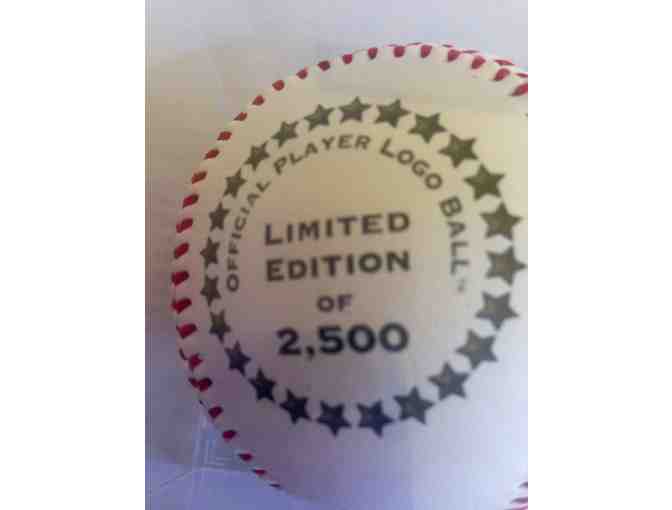 OFFICIAL PLAYER LOGO BALL™
LIMITED
EDITION
OF
2,500